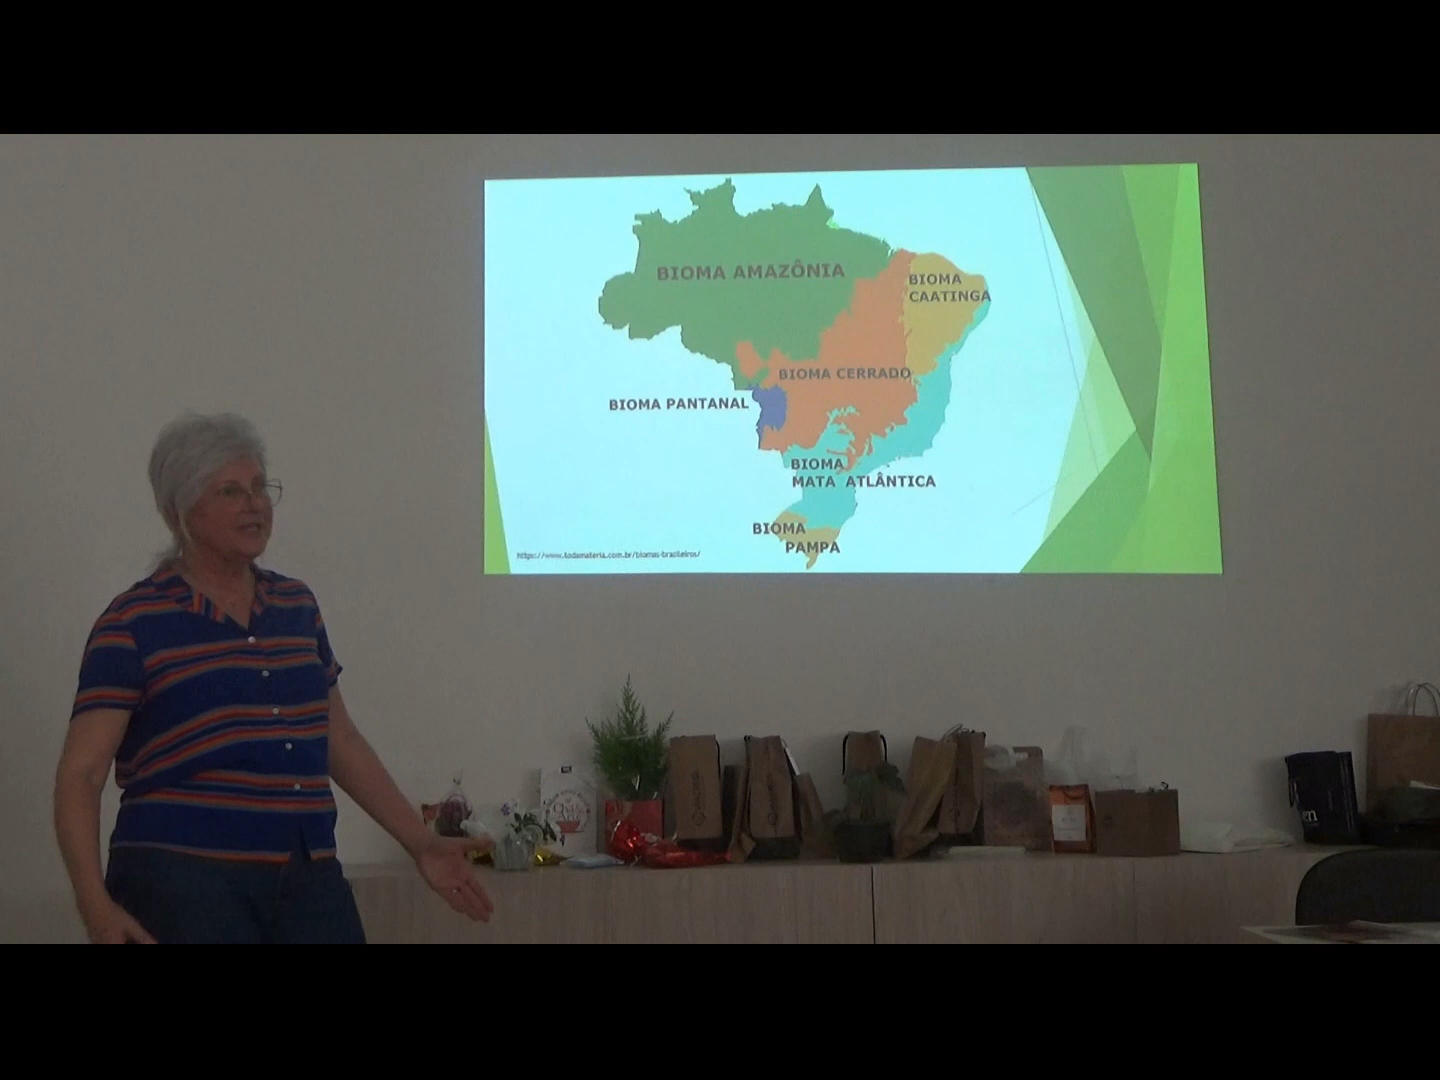 BIOMA AMAZÔNIA
BIOMA
CAATINGA
BIOMA CERRADO
BIOMA PANTANAL
BIOMA
MATA ATLÂNTICA
BIOMA
PAMPA
https://www.todamateria.com.br/biomas-brasileiros/